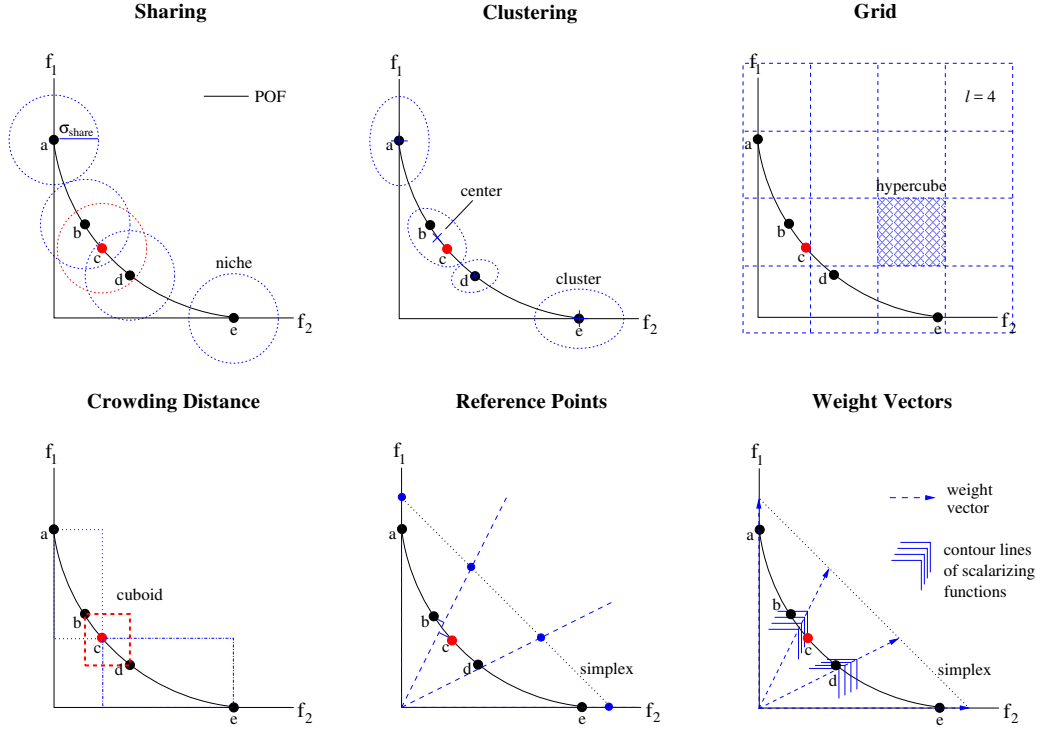 Sharing
f1
POF
σshare
a
b
c
d
niche
e
f2
Clustering
f1
a
center
b
c
d
cluster
e
f2
Grid
f1
l = 4
a
hypercube
b
c
d
e
f2
Crowding Distance
f1
a
cuboid
b
c
d
e
f2
Reference Points
f1
a
b
c
d
simplex
e
f2
Weight Vectors
f1
weight
vector
a
contour lines
of scalarizing
functions
b
c
d
simplex
e
f2